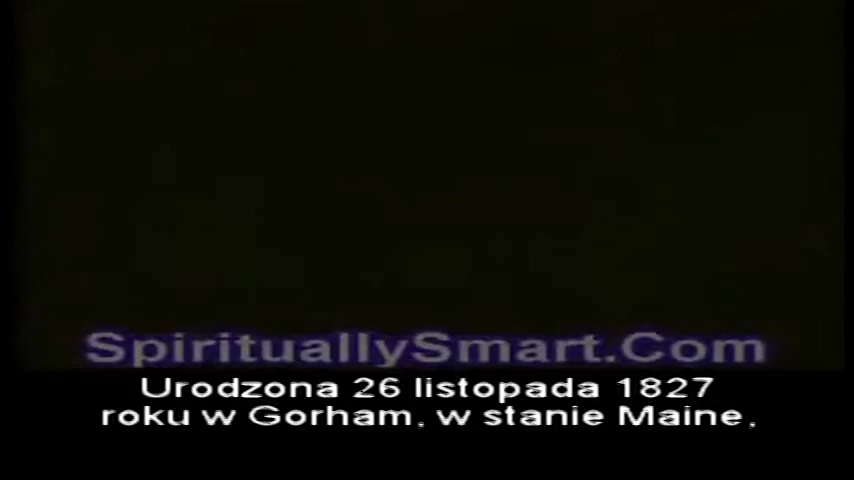 SpirituallySmart.Com
Urodzona 26 listopada 1827
roku w Gorham, w stanie Maine,